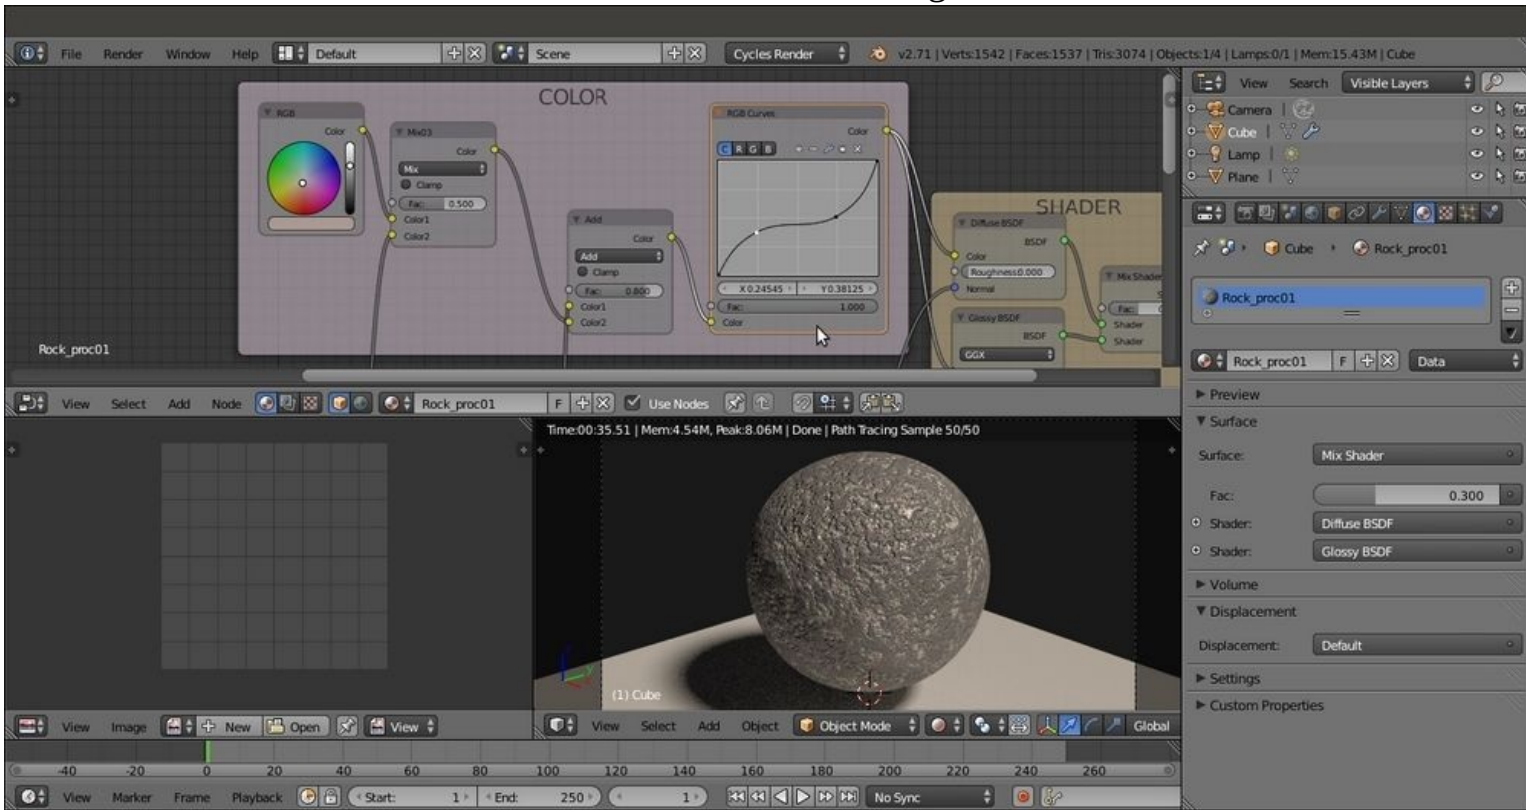 File Render Window Help Default Scene Cycles Render v2.71 | Verts:1542 | Faces:1537 | Tris:3074 | Objects:1/4 | Lamps:0/1 | Mem:15.43M | Cube
COLOR
RGB
Color
Mix03
Color
Mix
Clamp
Fac: 0.500
Color1
Color2
Add
Color
Add
Clamp
Fac: 0.800
Color1
Color2
RGB Curves
Color
C R G B
X 0.24545 Y 0.38125
Fac: 1.000
Color
SHADER
Diffuse BSDF
BSDF
Color
Roughness:0.000
Normal
Glossy BSDF
BSDF
GGX
Mix Shader
Fac:
Shader
Shader
Rock_proc01
View Select Add Node Rock_proc01 F Use Nodes
Time:00:35.51 | Mem:4.54M, Peak:8.06M | Done | Path Tracing Sample 50/50
(1) Cube
View Image New Open View
View Select Add Object Object Mode Global
-40 -20 0 20 40 60 80 100 120 140 160 180 200 220 240 260
View Marker Frame Playback Start: 1 End: 250 1 No Sync
View Search Visible Layers
Camera
Cube
Lamp
Plane
Cube Rock_proc01
Rock_proc01
Rock_proc01 F Data
Preview
Surface
Surface: Mix Shader
Fac: 0.300
Shader: Diffuse BSDF
Shader: Glossy BSDF
Volume
Displacement
Displacement: Default
Settings
Custom Properties